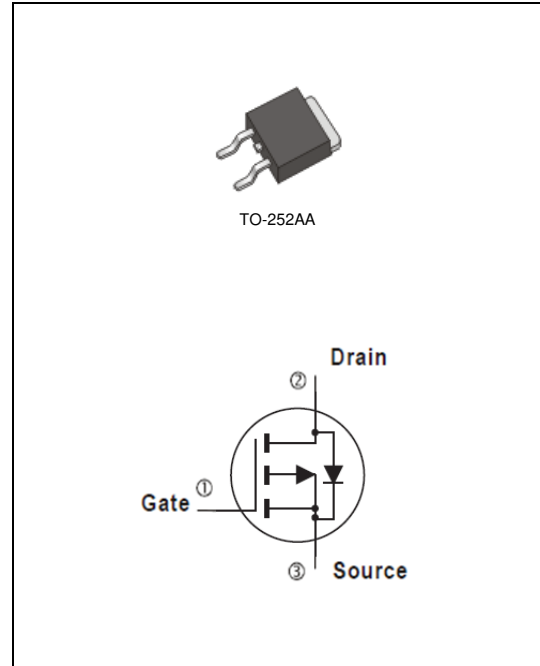 TO-252AA
Drain
②
Gate ①
③ Source